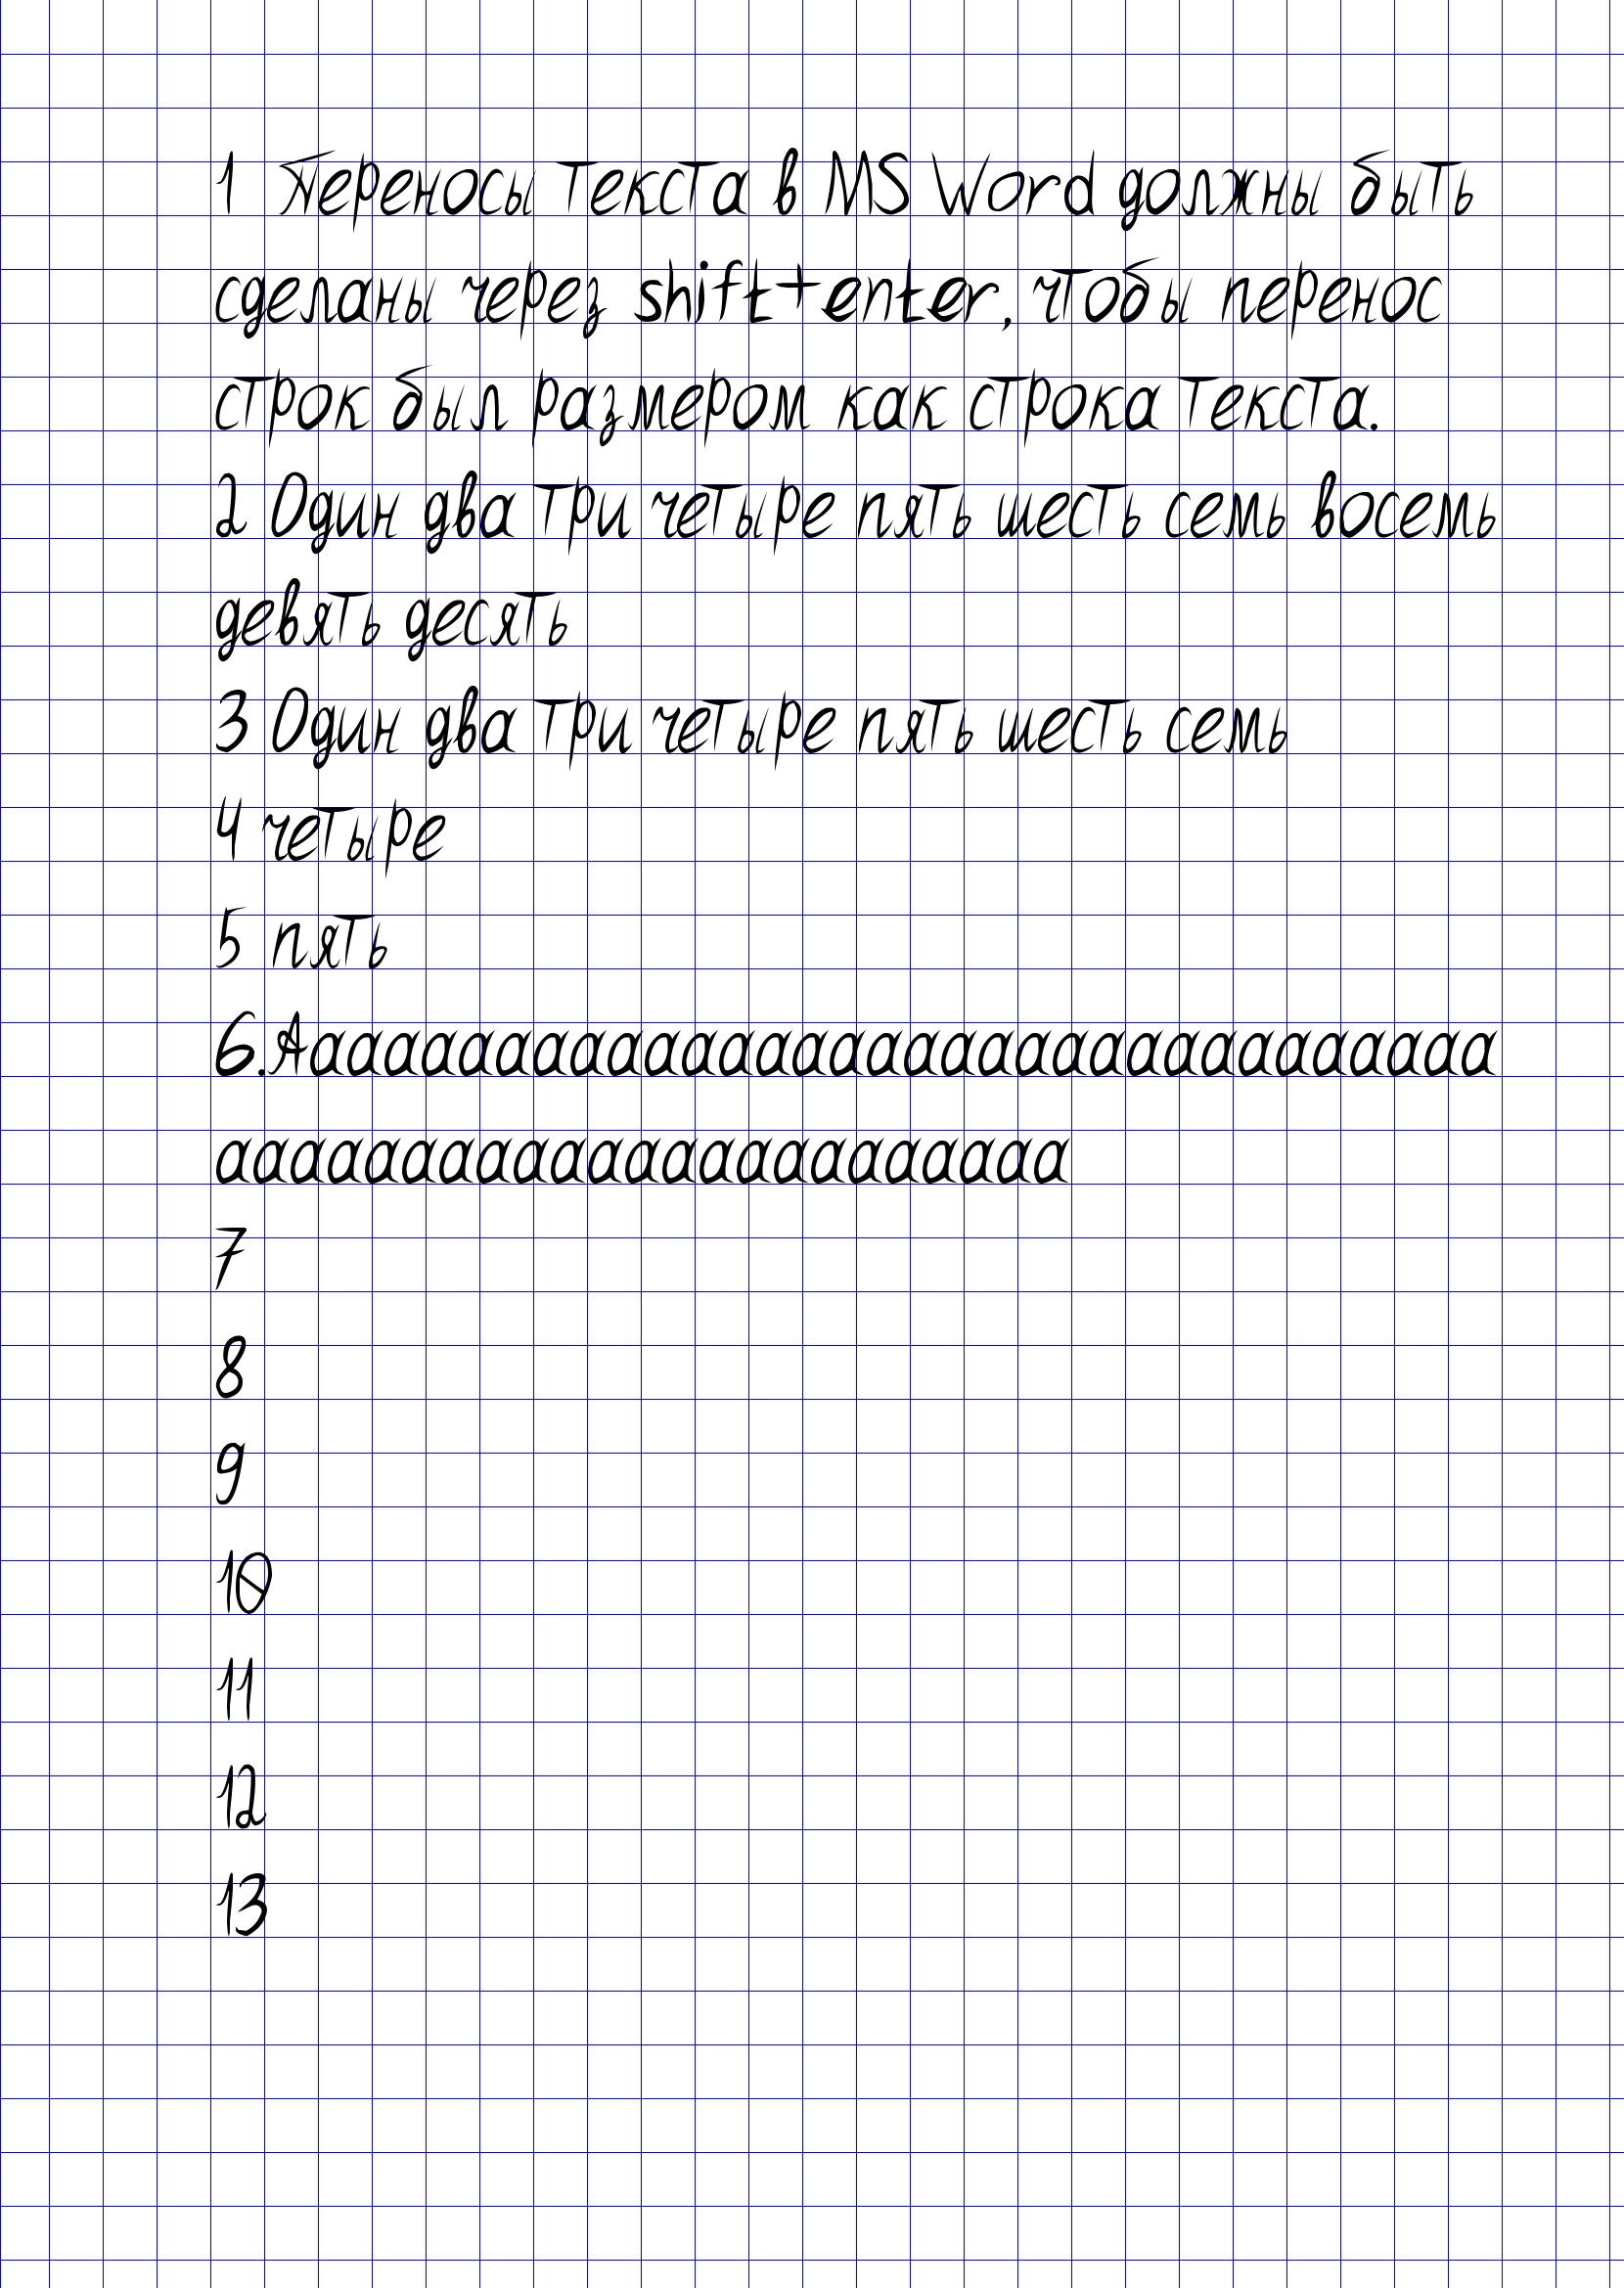 1 Переносы текста в MS Word должны быть
сделаны через shift+enter, чтобы перенос
строк был размером как строка текста.
2 Один два три четыре пять шесть семь восемь
девять десять
3 Один два три четыре пять шесть семь
4 четыре
5 пять
6.Ааааааааааааааааааааааааааааааааа
ааааааааааааааааааааааа
7
8
9
10
11
12
13